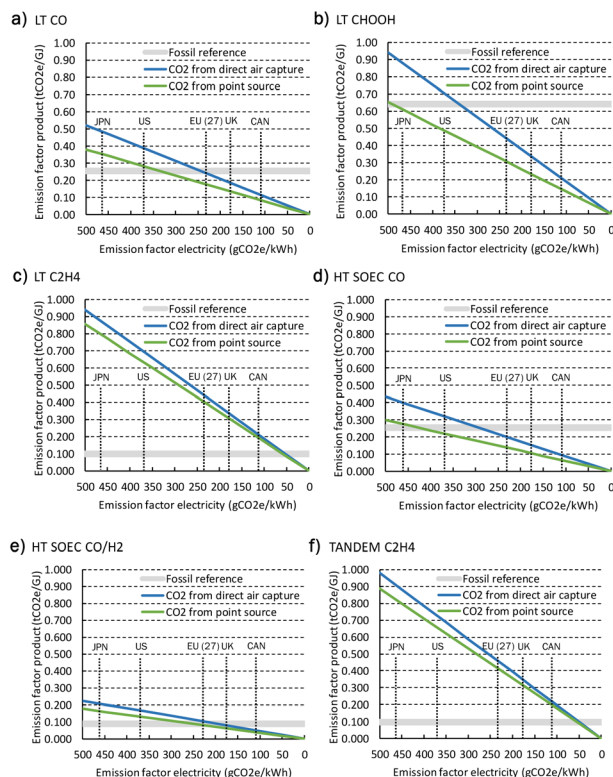 a) LT CO
Emission factor product (tCO2e/GJ)
1.00
0.90
0.80
0.70
0.60
0.50
0.40
0.30
0.20
0.10
0.00
Fossil reference
CO2 from direct air capture
CO2 from point source
JPN US EU (27) UK CAN
500 450 400 350 300 250 200 150 100 50 0
Emission factor electricity (gCO2e/kWh)
b) LT CHOOH
Emission factor product (tCO2e/GJ)
1.00
0.90
0.80
0.70
0.60
0.50
0.40
0.30
0.20
0.10
0.00
Fossil reference
CO2 from direct air capture
CO2 from point source
JPN US EU (27) UK CAN
500 450 400 350 300 250 200 150 100 50 0
Emission factor electricity (gCO2e/kWh)
c) LT C2H4
Emission factor product (tCO2e/GJ)
1.000
0.900
0.800
0.700
0.600
0.500
0.400
0.300
0.200
0.100
0.000
Fossil reference
CO2 from direct air capture
CO2 from point source
JPN US EU (27) UK CAN
500 450 400 350 300 250 200 150 100 50 0
Emission factor electricity (gCO2e/kWh)
d) HT SOEC CO
Emission factor product (tCO2e/GJ)
1.000
0.900
0.800
0.700
0.600
0.500
0.400
0.300
0.200
0.100
0.000
Fossil reference
CO2 from direct air capture
CO2 from point source
JPN US EU (27) UK CAN
500 450 400 350 300 250 200 150 100 50 0
Emission factor electricity (gCO2e/kWh)
e) HT SOEC CO/H2
Emission factor product (tCO2e/GJ)
1.000
0.900
0.800
0.700
0.600
0.500
0.400
0.300
0.200
0.100
0.000
Fossil reference
CO2 from direct air capture
CO2 from point source
JPN US EU (27) UK CAN
500 450 400 350 300 250 200 150 100 50 0
Emission factor electricity (gCO2e/kWh)
f) TANDEM C2H4
Emission factor product (tCO2e/GJ)
1.000
0.900
0.800
0.700
0.600
0.500
0.400
0.300
0.200
0.100
0.000
Fossil reference
CO2 from direct air capture
CO2 from point source
JPN US EU (27) UK CAN
500 450 400 350 300 250 200 150 100 50 0
Emission factor electricity (gCO2e/kWh)